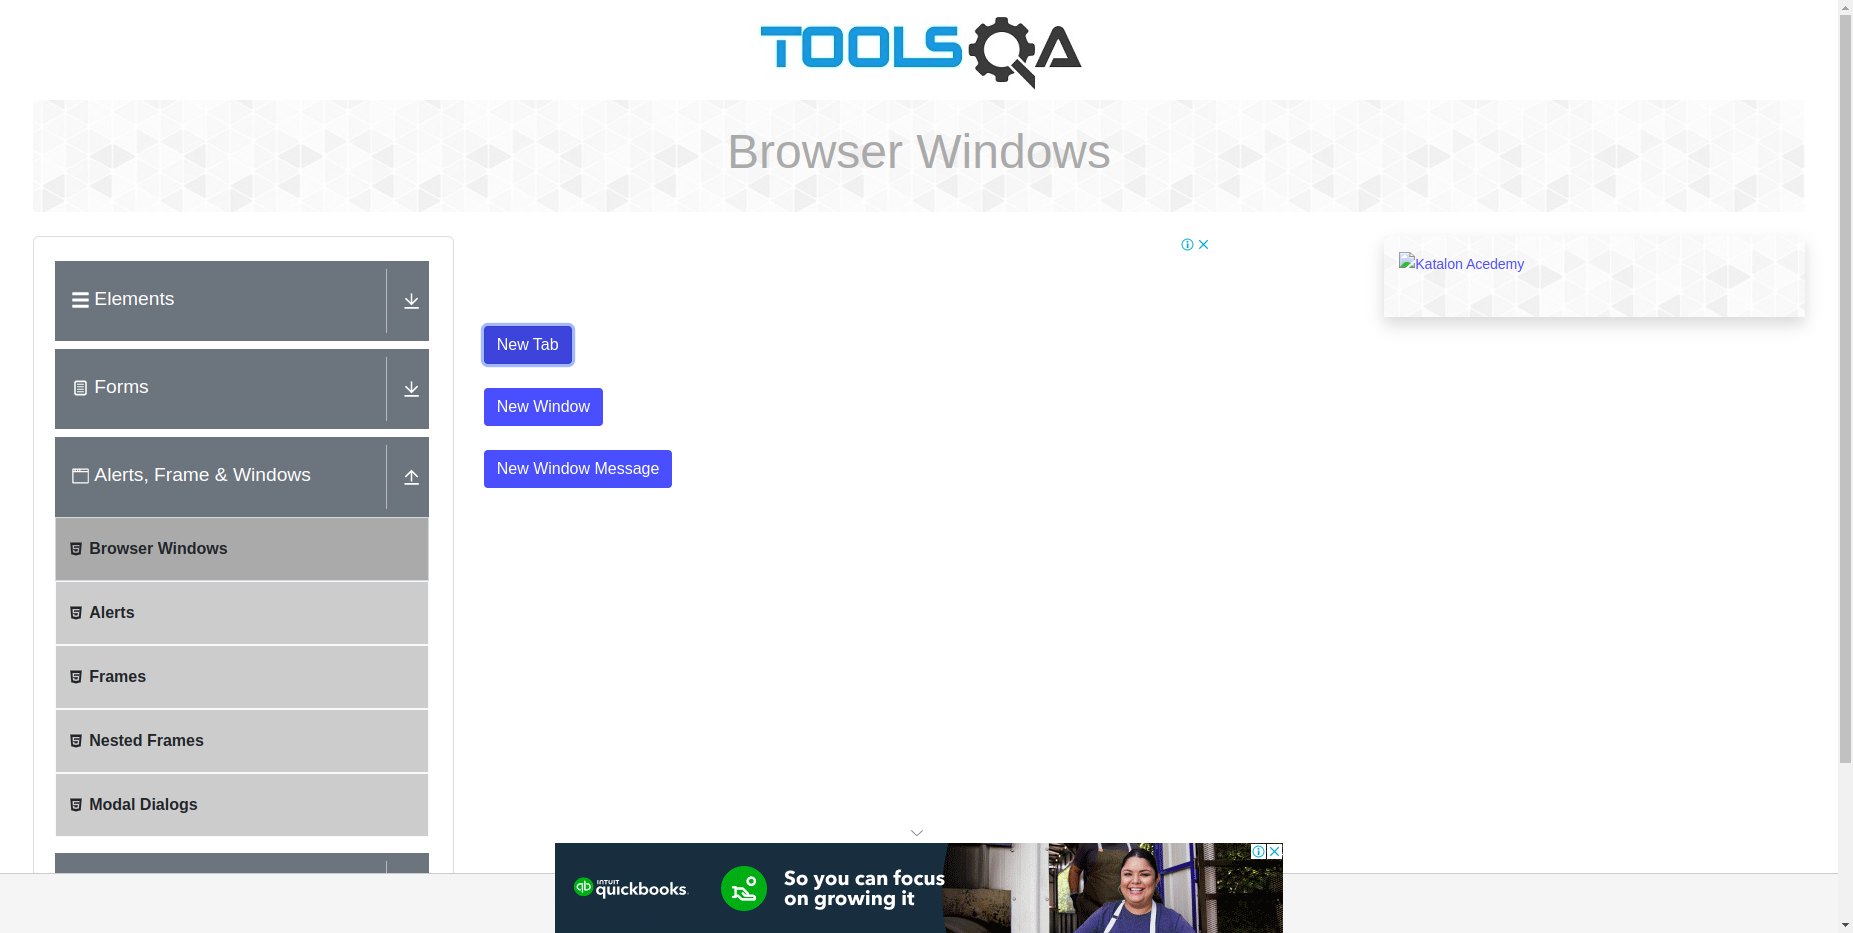 TOOLSQA
Browser Windows
Elements
Forms
Alerts, Frame & Windows
Browser Windows
Alerts
Frames
Nested Frames
Modal Dialogs
New Tab
New Window
New Window Message
Katalon Acedemy
INTUIT
quickbooks.
So you can focus
on growing it